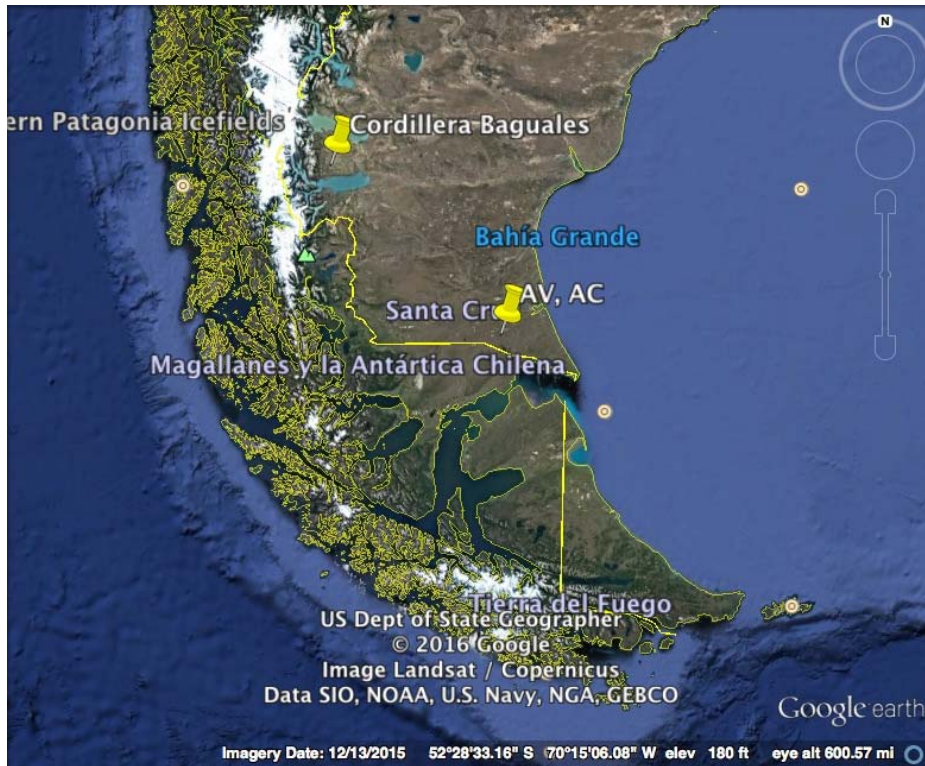 N
ern Patagonia Icefields
Cordillera Baguales
Bahía Grande
AV, AC
Santa Cru
Magallanes y la Antártica Chilena
Tierra del Fuego
US Dept of State Geographer
© 2016 Google
Image Landsat / Copernicus
Data SIO, NOAA, U.S. Navy, NGA, GEBCO
Google earth
Imagery Date: 12/13/2015 52°28'33.16" S 70°15'06.08" W elev 180 ft eye alt 600.57 mi